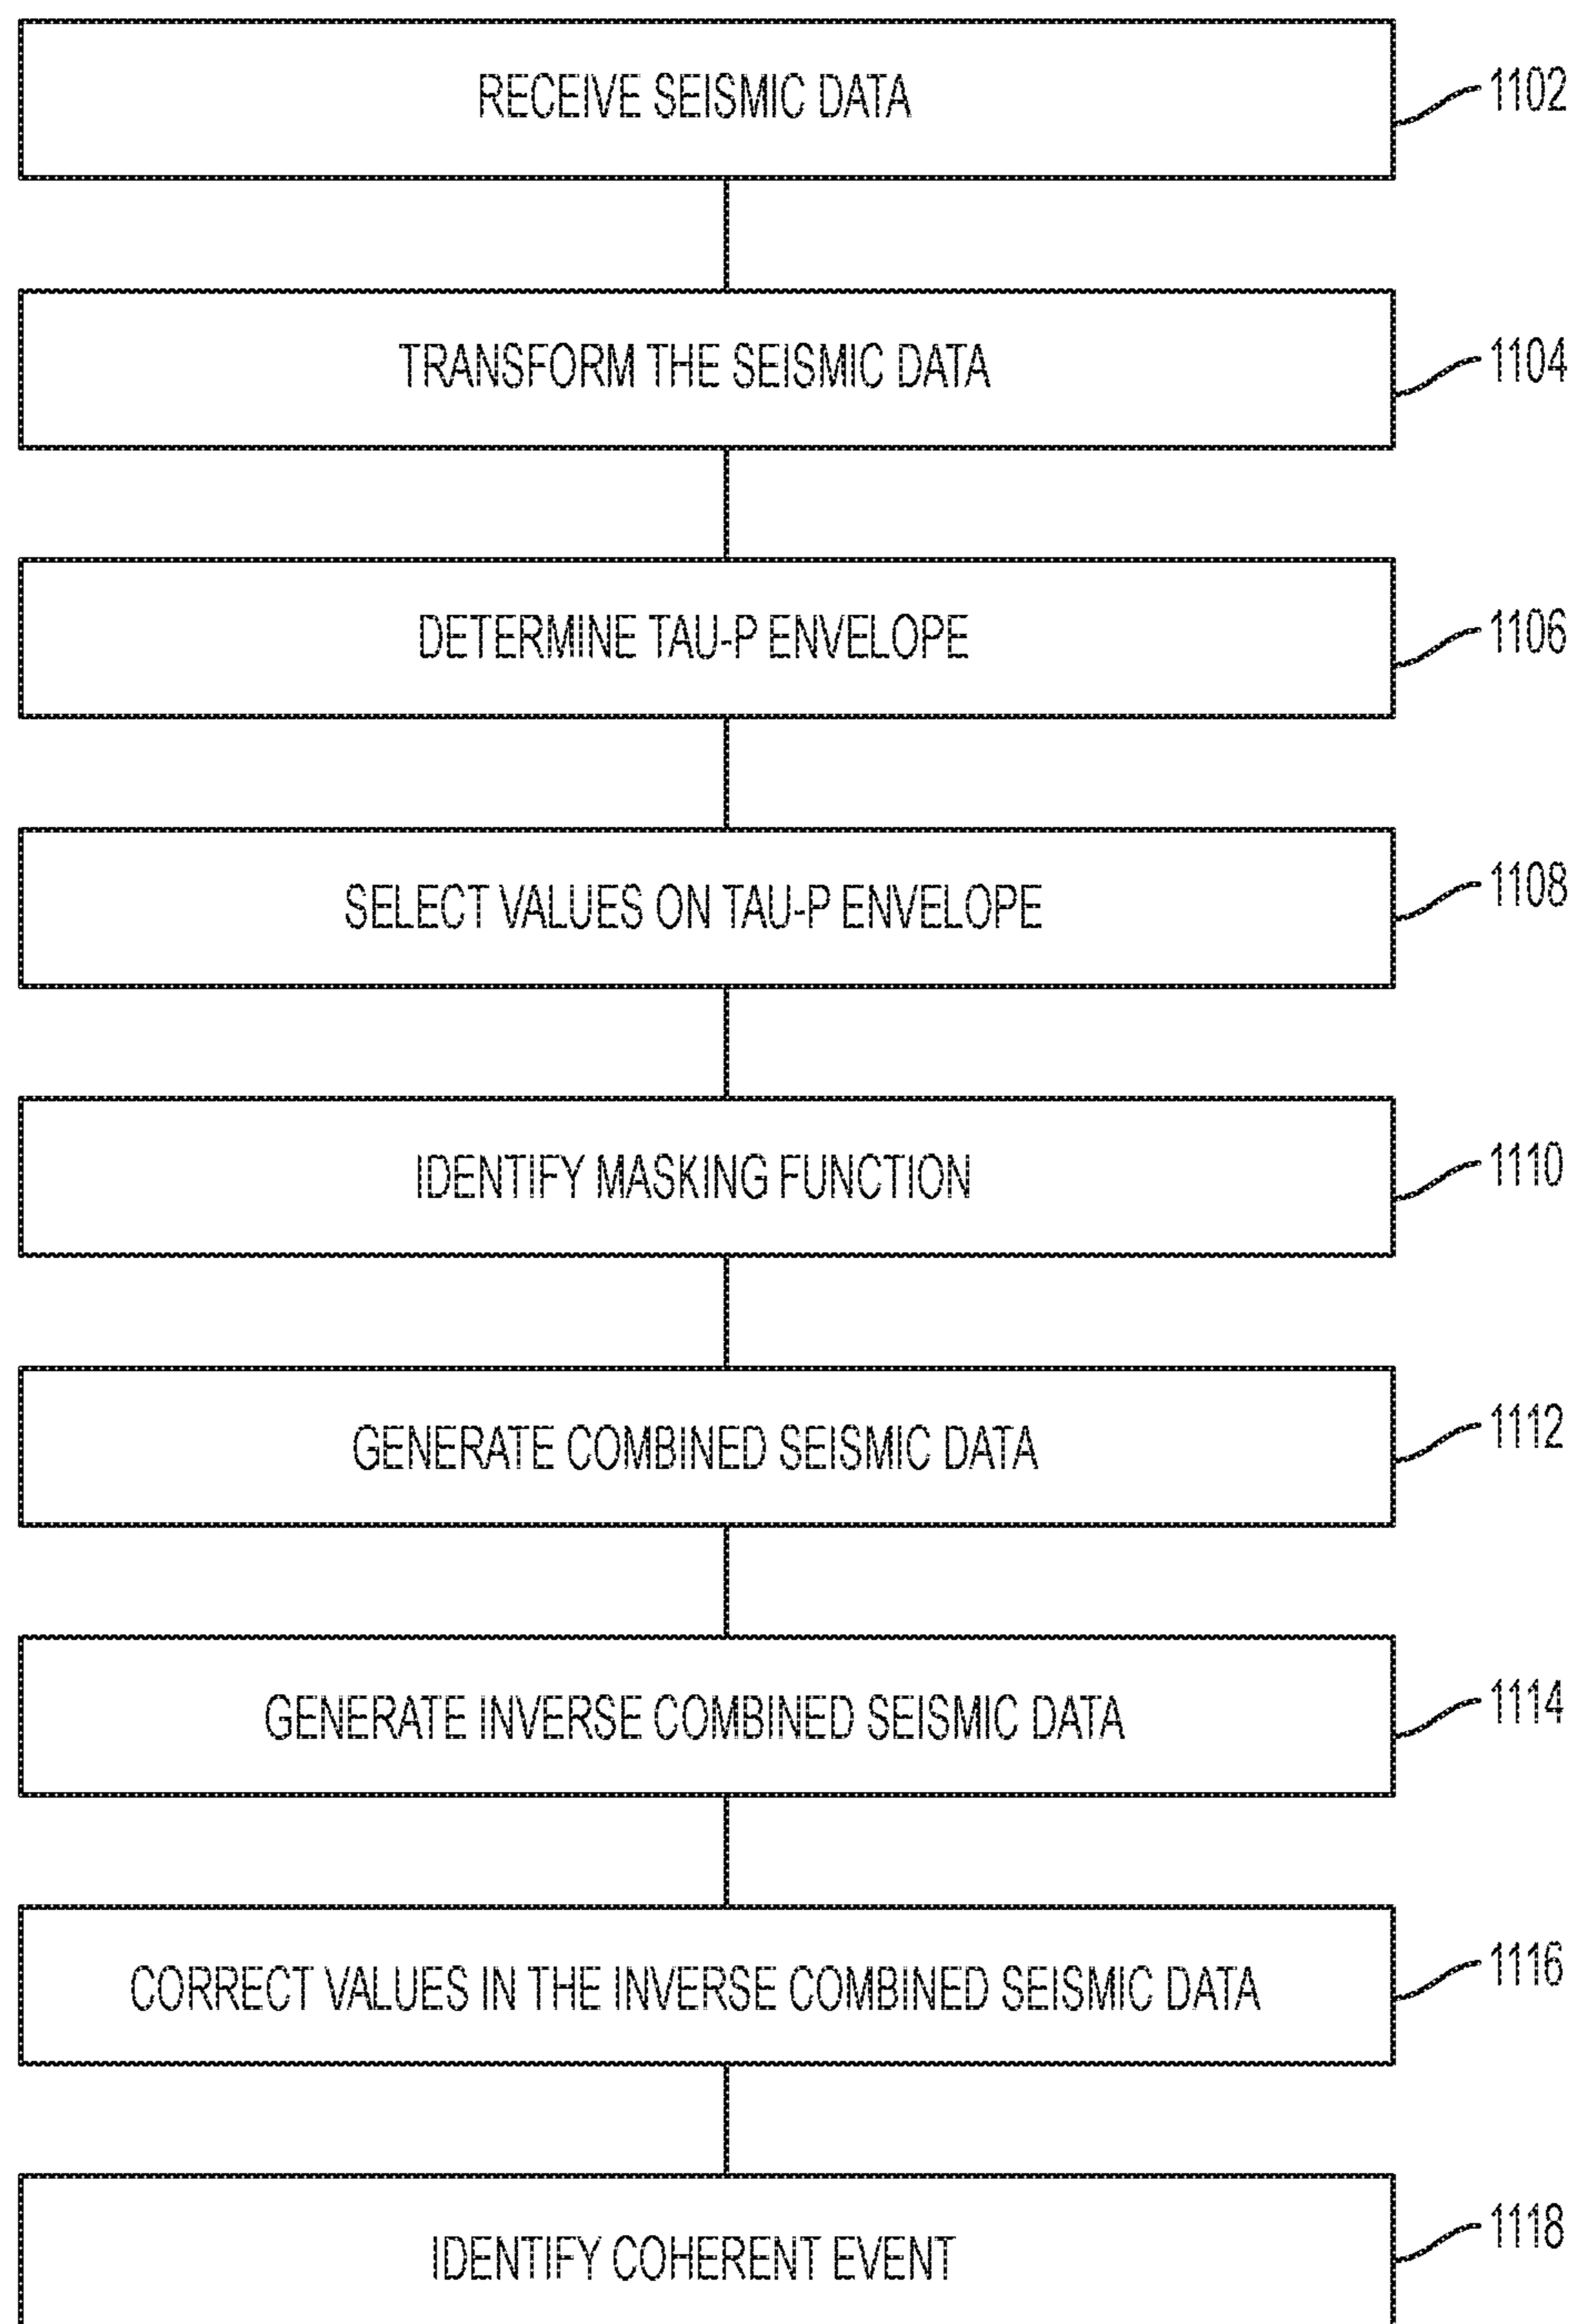 RECEIVE SEISMIC DATA
1102
TRANSFORM THE SEISMIC DATA
1104
DETERMINE TAU-P ENVELOPE
1106
SELECT VALUES ON TAU-P ENVELOPE
1108
IDENTIFY MASKING FUNCTION
1110
GENERATE COMBINED SEISMIC DATA
1112
GENERATE INVERSE COMBINED SEISMIC DATA
1114
CORRECT VALUES IN THE INVERSE COMBINED SEISMIC DATA
1116
IDENTIFY COHERENT EVENT
1118